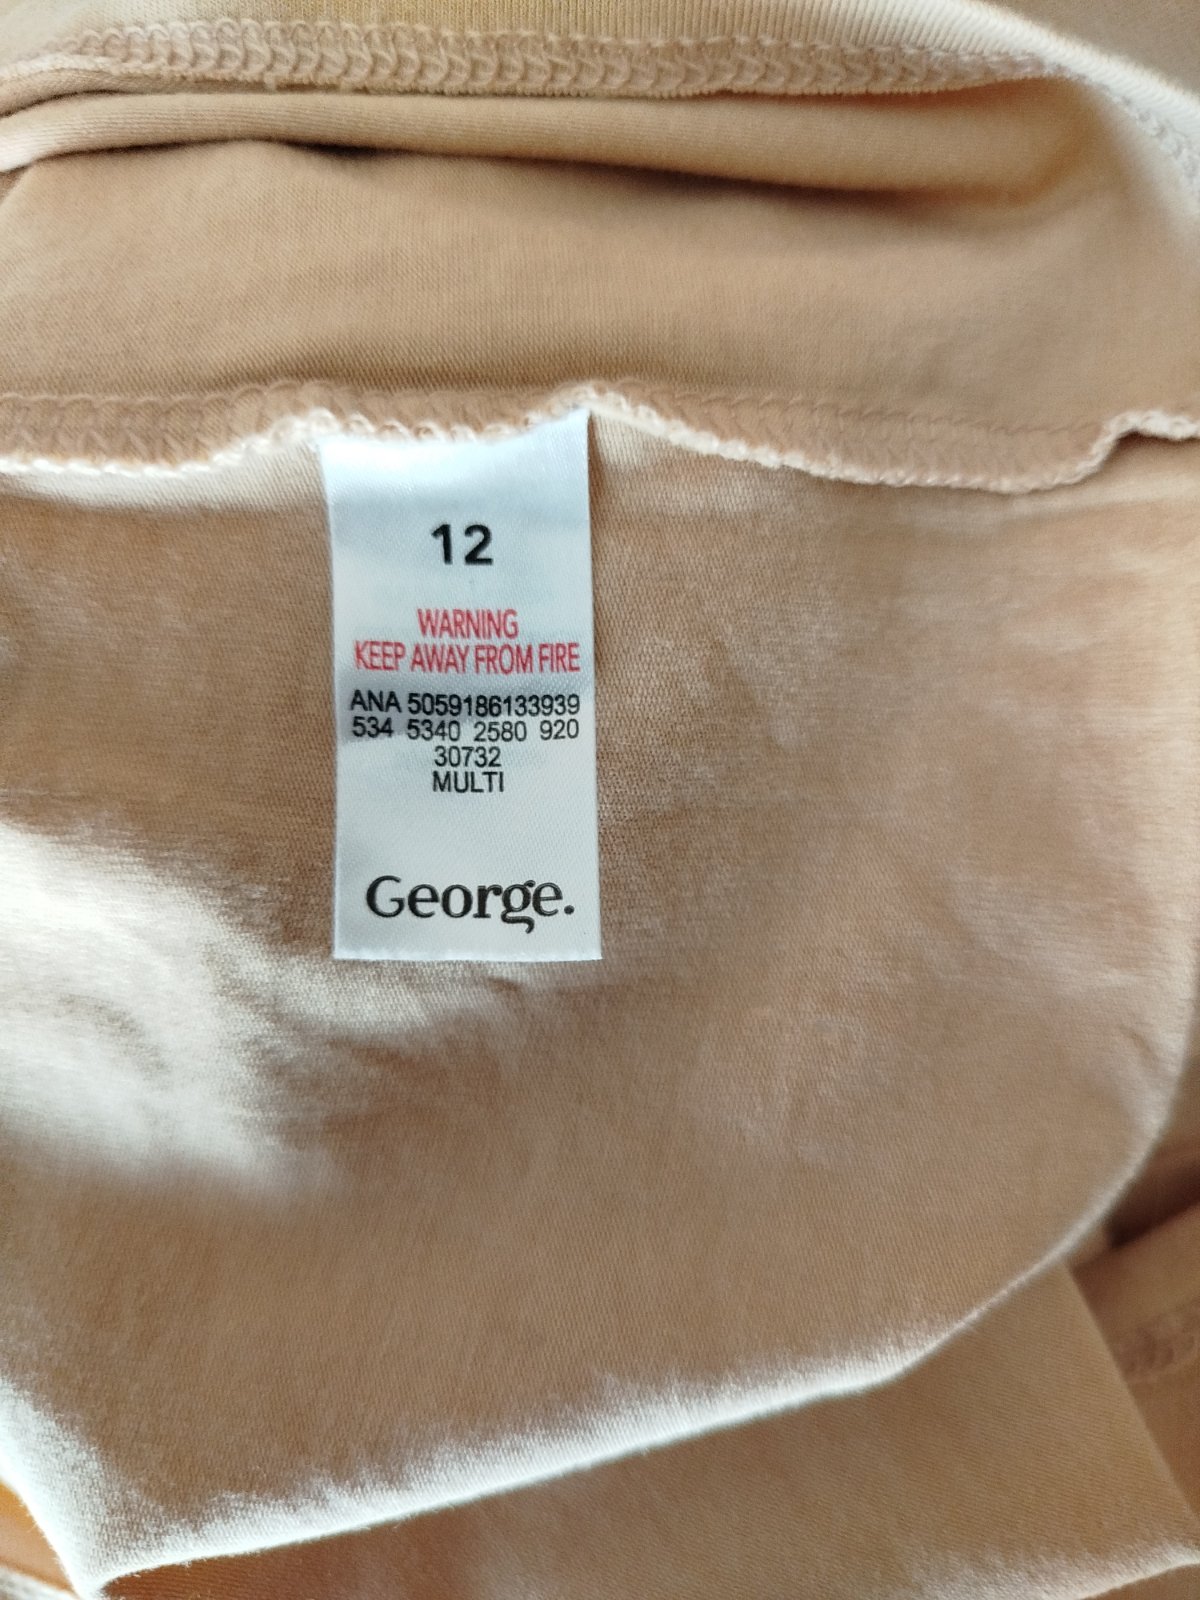 12
WARNING
KEEP AWAY FROM FIRE
ANA 5059186133939
534 5340 2580 920
30732
MULTI
George.